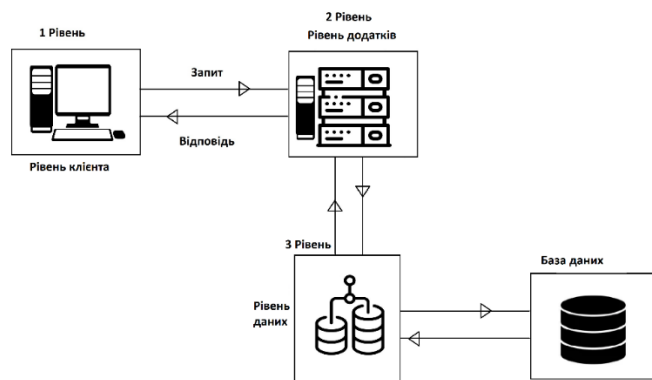 1 Рівень
2 Рівень
Рівень додатків
Запит
Відповідь
Рівень клієнта
3 Рівень
Рівень
даних
База даних